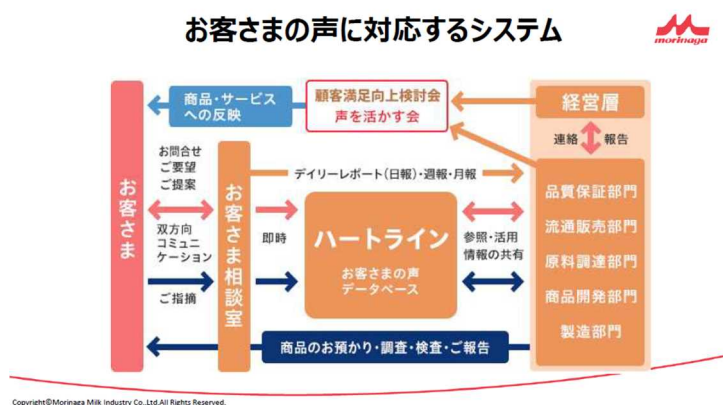 お客さまの声に対応するシステム
morinaga
商品・サービス
への反映
顧客満足向上検討会
声を活かす会
経営層
連絡
報告
お問合せ
ご要望
ご提案
お客さま
双方向
コミュニ
ケーション
ご指摘
お客さま相談室
デイリーレポート（日報）・週報・月報
即時
ハートライン
お客さまの声
データベース
参照・活用
情報の共有
品質保証部門
流通販売部門
原料調達部門
商品開発部門
製造部門
商品のお預かり・調査・検査・ご報告
Copyright©Morinaga Milk Industry Co.,Ltd.All Rights Reserved.